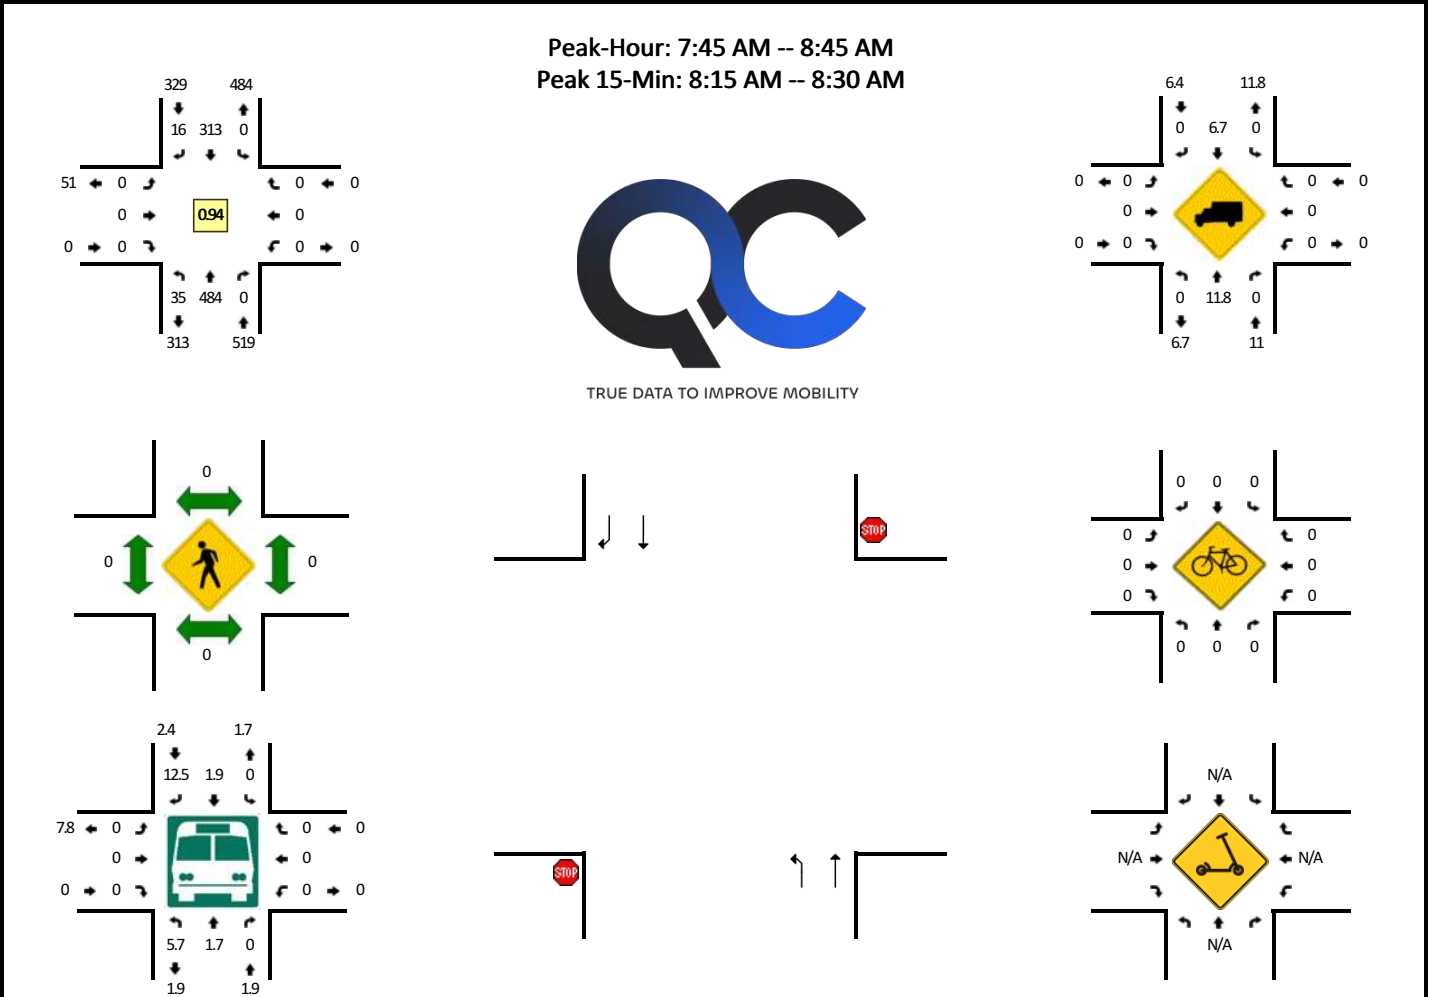 Peak-Hour: 7:45 AM -- 8:45 AM
Peak 15-Min: 8:15 AM -- 8:30 AM
329 484
16 313 0
51 0 0 0
0 0.94 0
0 0 0 0
35 484 0
313 519
6.4 11.8
0 6.7 0
0 0 0 0
0 0
0 0 0 0
0 11.8 0
6.7 11
TRUE DATA TO IMPROVE MOBILITY
0
0 0
0
STOP
STOP
0 0 0
0 0
0 0
0 0
0 0 0
2.4 1.7
12.5 1.9 0
7.8 0 0 0
0 0
0 0 0 0
5.7 1.7 0
1.9 1.9
N/A
N/A N/A
N/A